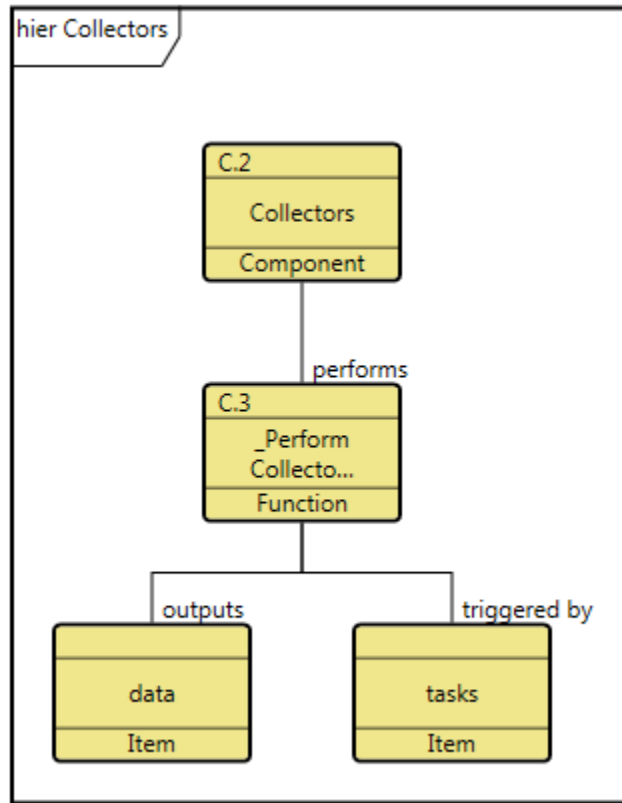 hier Collectors
C.2
Collectors
Component
performs
C.3
_Perform
Collecto...
Function
outputs
triggered by
data
tasks
Item
Item